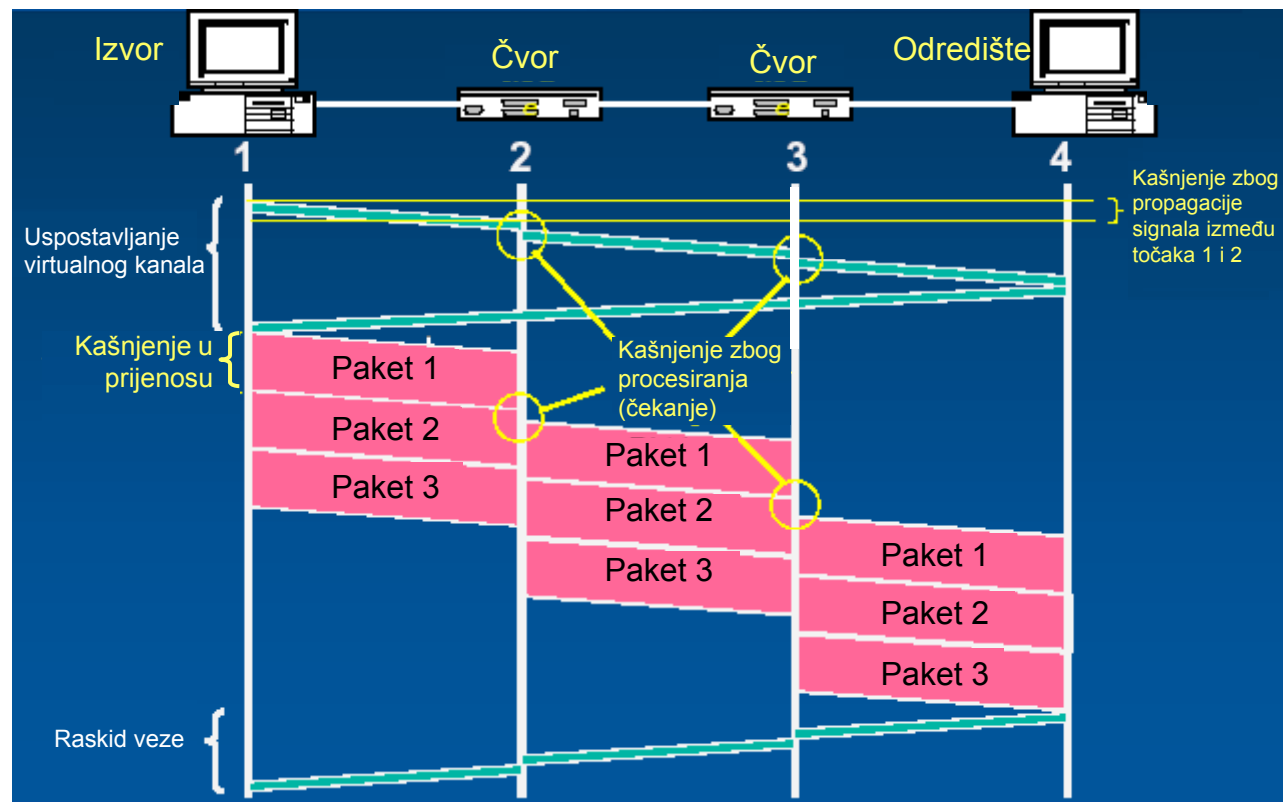 Izvor
Čvor
Čvor
Odredište
1
2
3
4
Kašnjenje zbog
propagacije
signala između
točaka 1 i 2
Uspostavljanje
virtualnog kanala
Kašnjenje u
prijenosu
Kašnjenje zbog
procesiranja
(čekanje)
Paket 1
Paket 2
Paket 3
Paket 1
Paket 2
Paket 3
Paket 1
Paket 2
Paket 3
Raskid veze